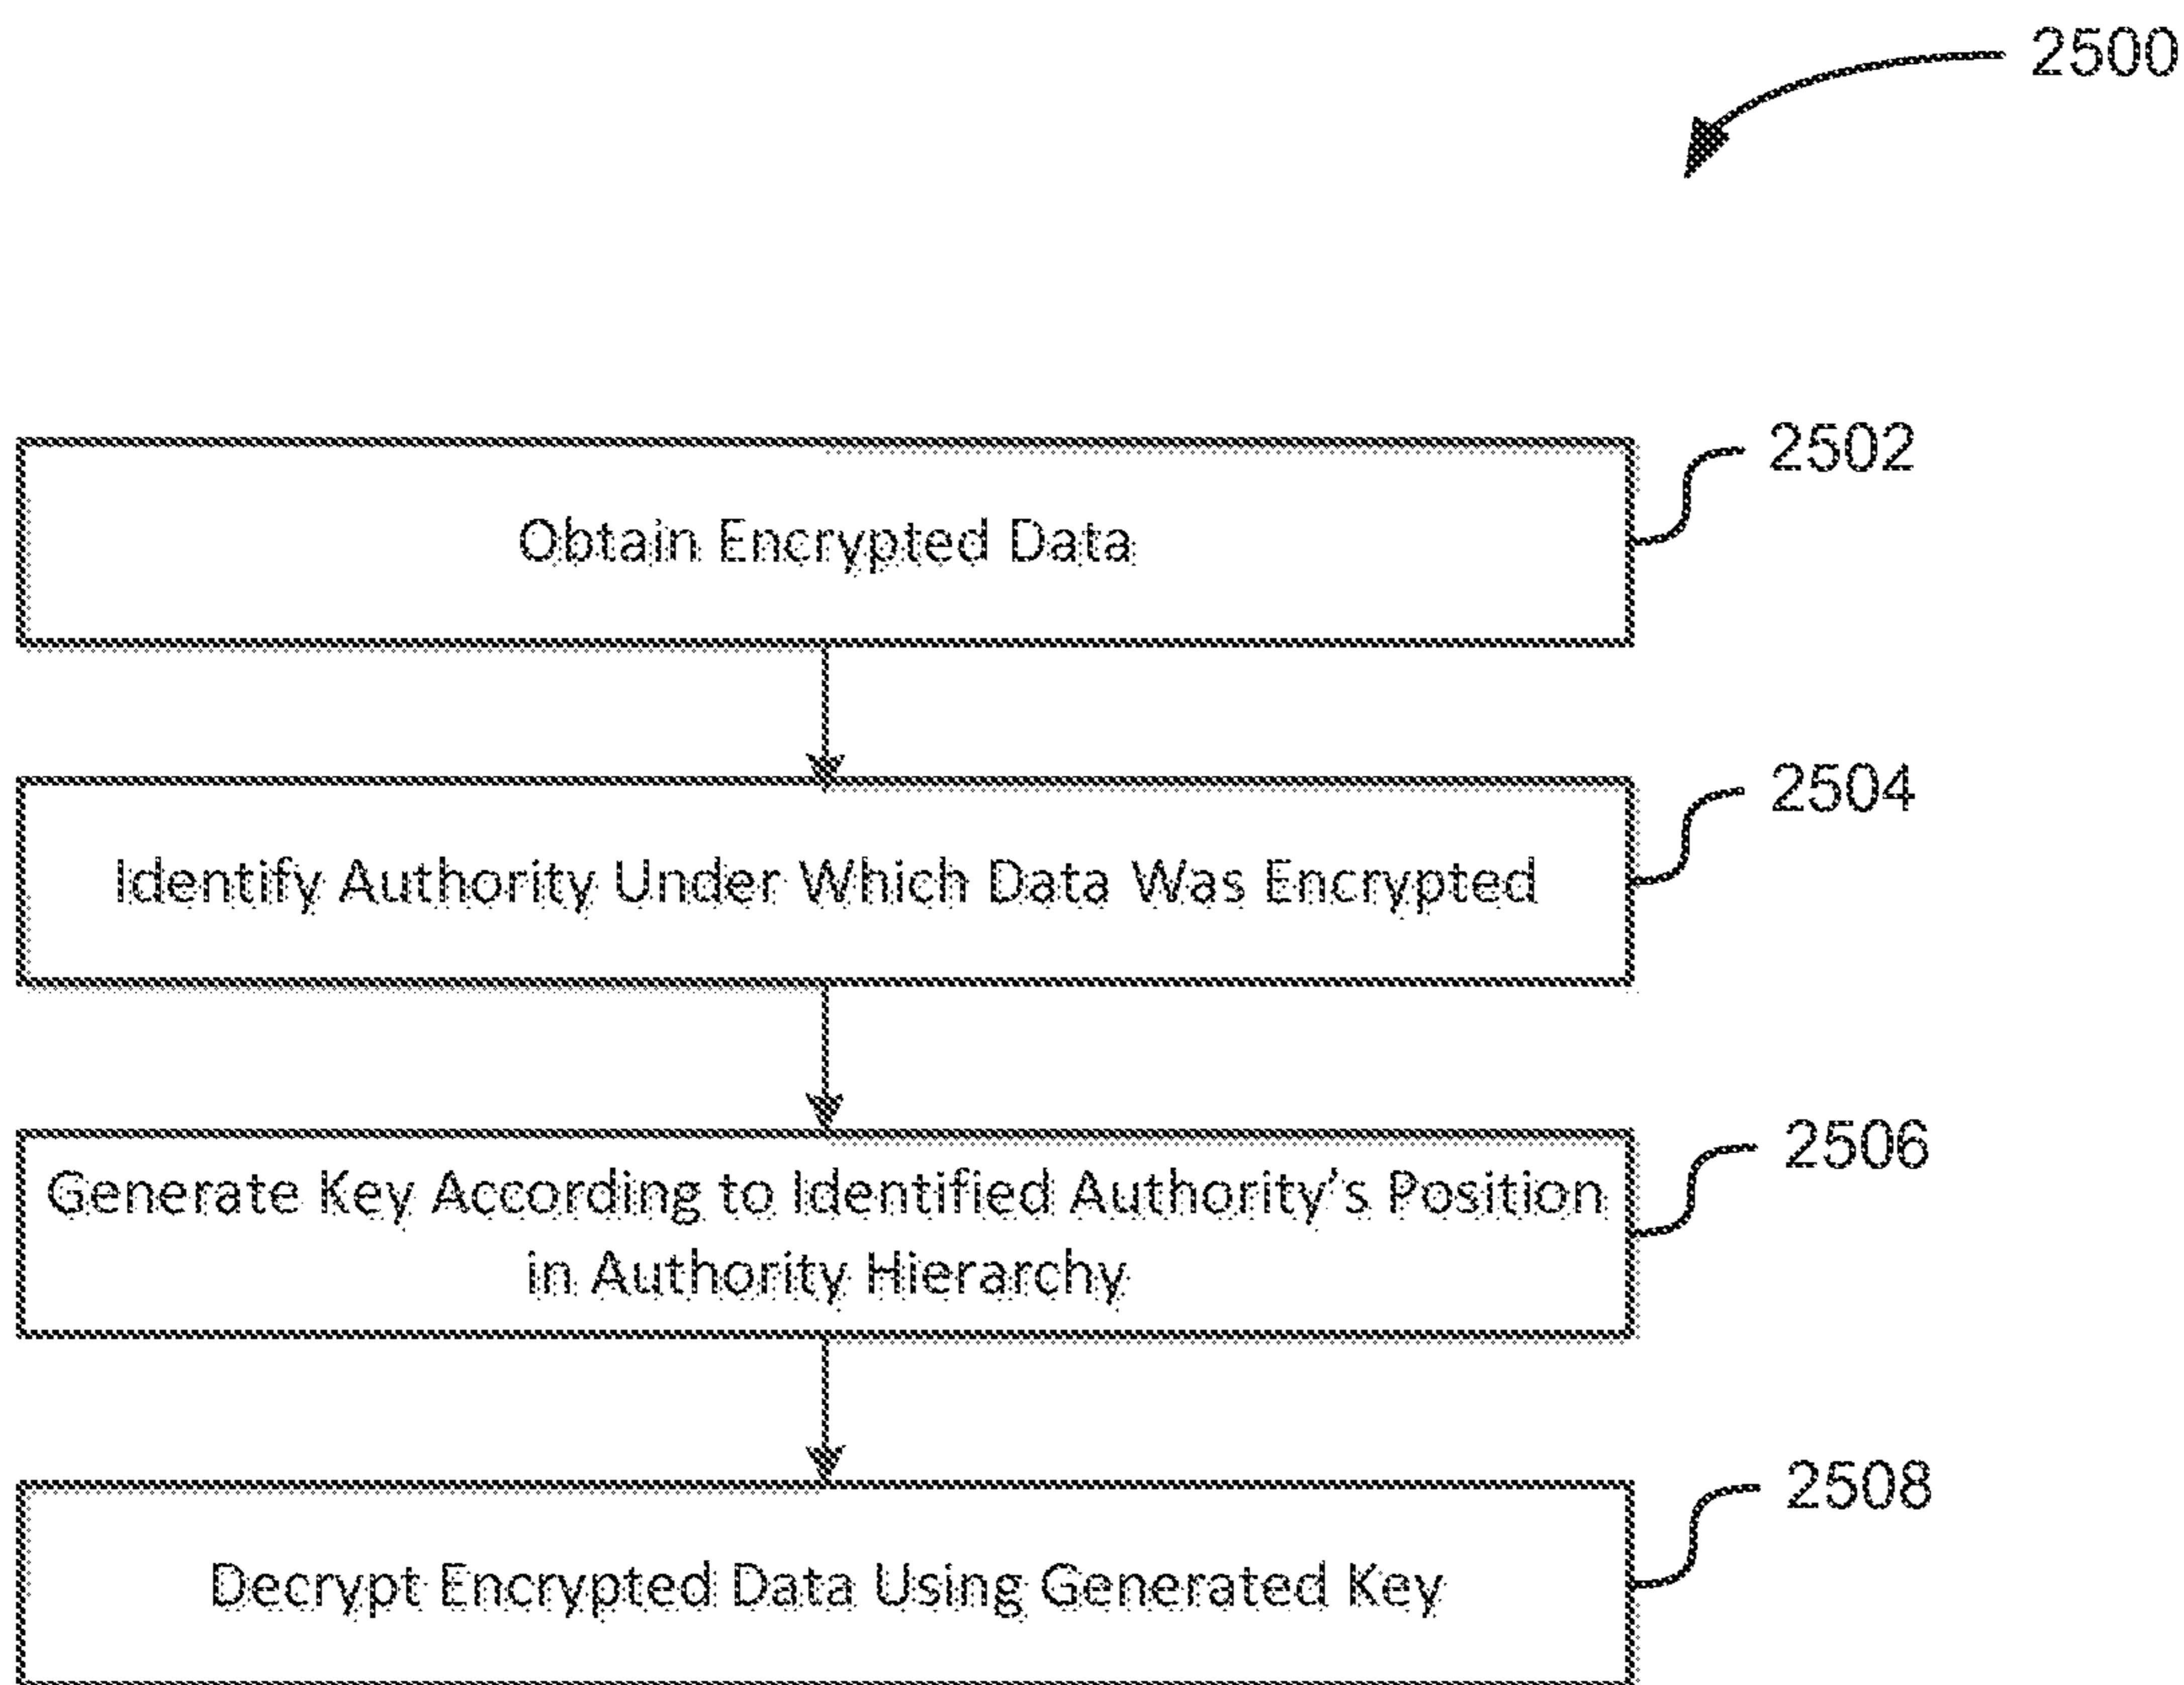 2500
Obtain Encrypted Data
2502
Identify Authority Under Which Data Was Encrypted
2504
Generate Key According to Identified Authority's Position
in Authority Hierarchy
2506
Decrypt Encrypted Data Using Generated Key
2508